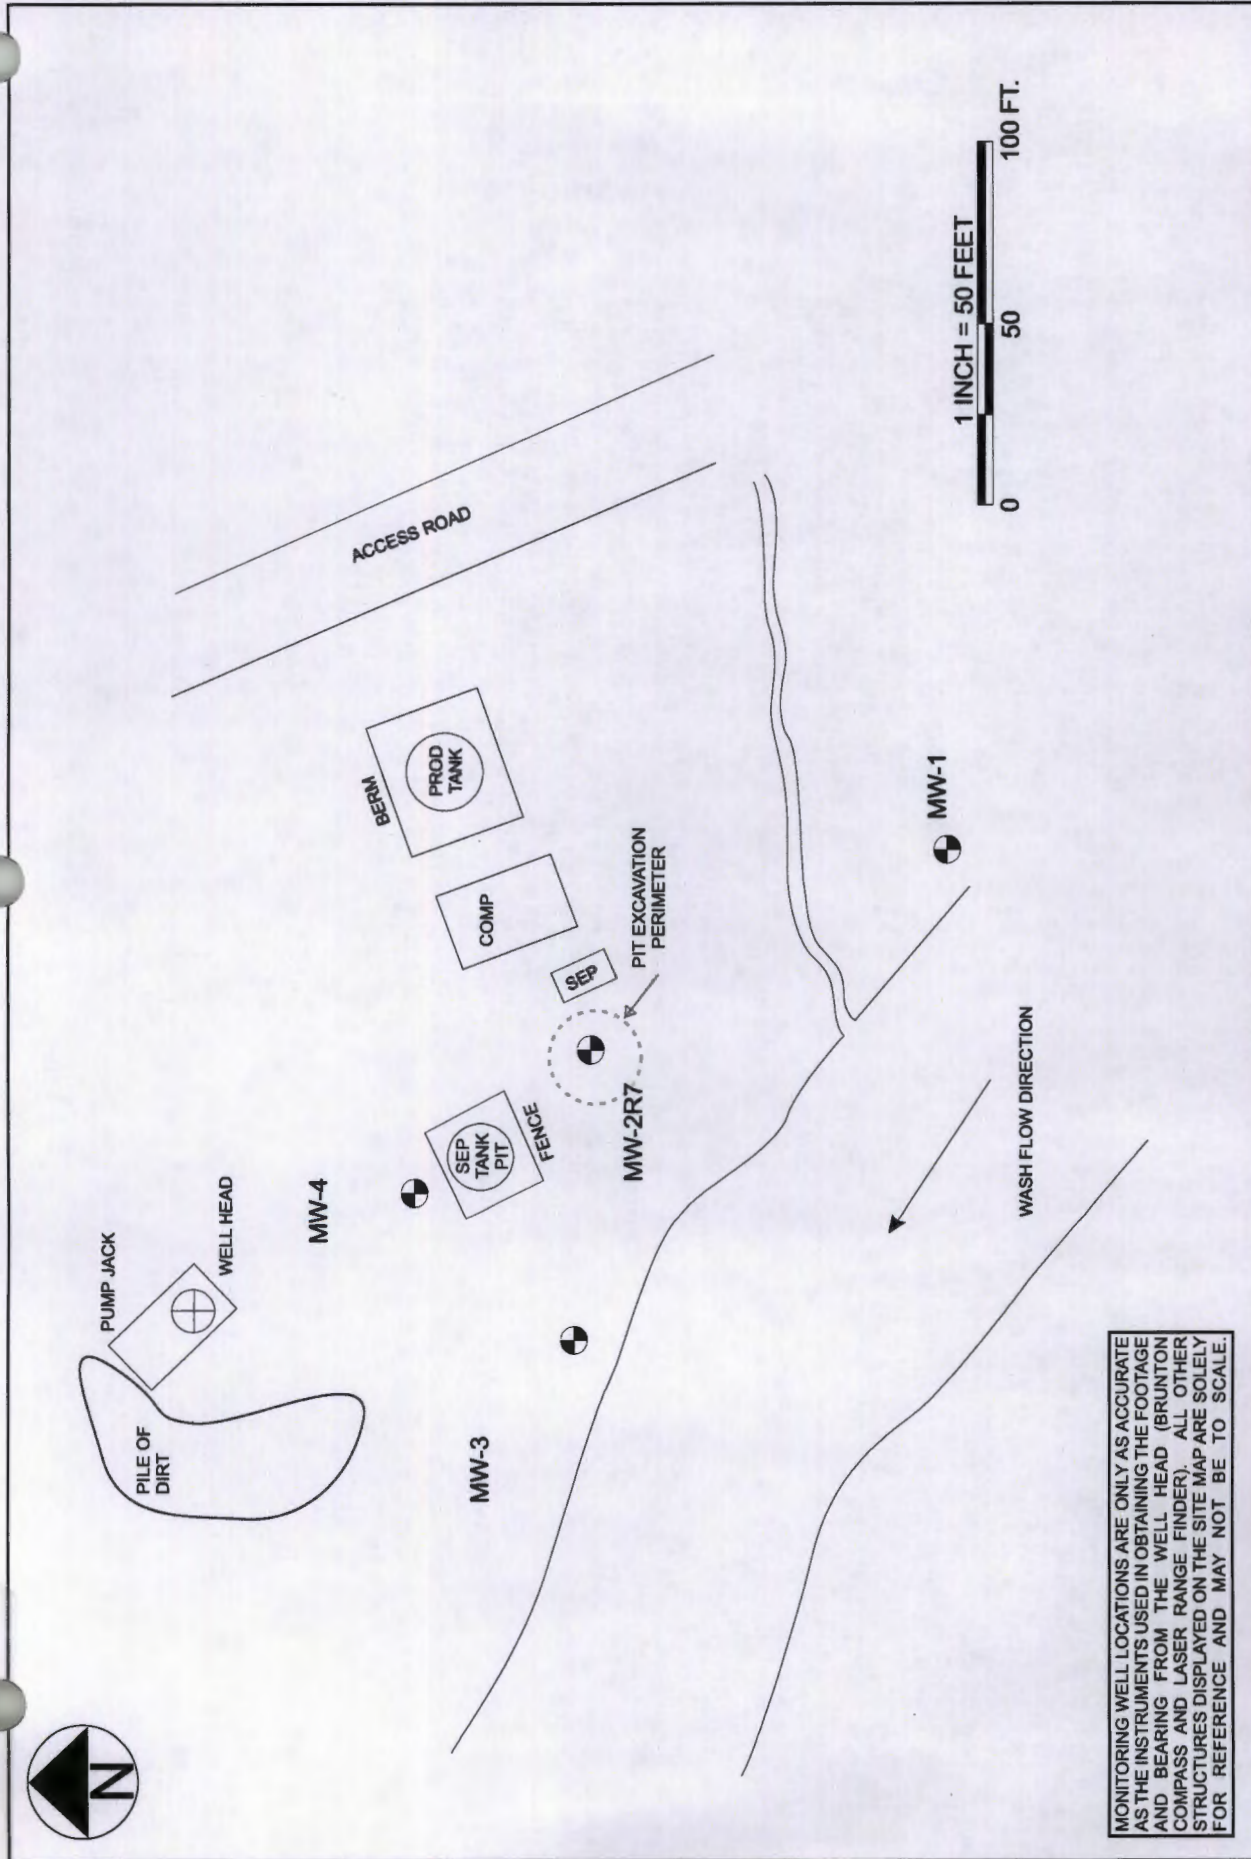 N
PILE OF
DIRT
PUMP JACK
WELL HEAD
MW-4
MW-3
SEP
TANK
PIT
FENCE
MW-2R7
SEP
COMP
BERM
PROD
TANK
PIT EXCAVATION
PERIMETER
ACCESS ROAD
MW-1
WASH FLOW DIRECTION
1 INCH = 50 FEET
0 50 100 FT.
MONITORING WELL LOCATIONS ARE ONLY AS ACCURATE
AS THE INSTRUMENTS USED IN OBTAINING THE FOOTAGE
AND BEARING FROM THE WELL HEAD (BRUNTON
COMPASS AND LASER RANGE FINDER). ALL OTHER
STRUCTURES DISPLAYED ON THE SITE MAP ARE SOLELY
FOR REFERENCE AND MAY NOT BE TO SCALE.